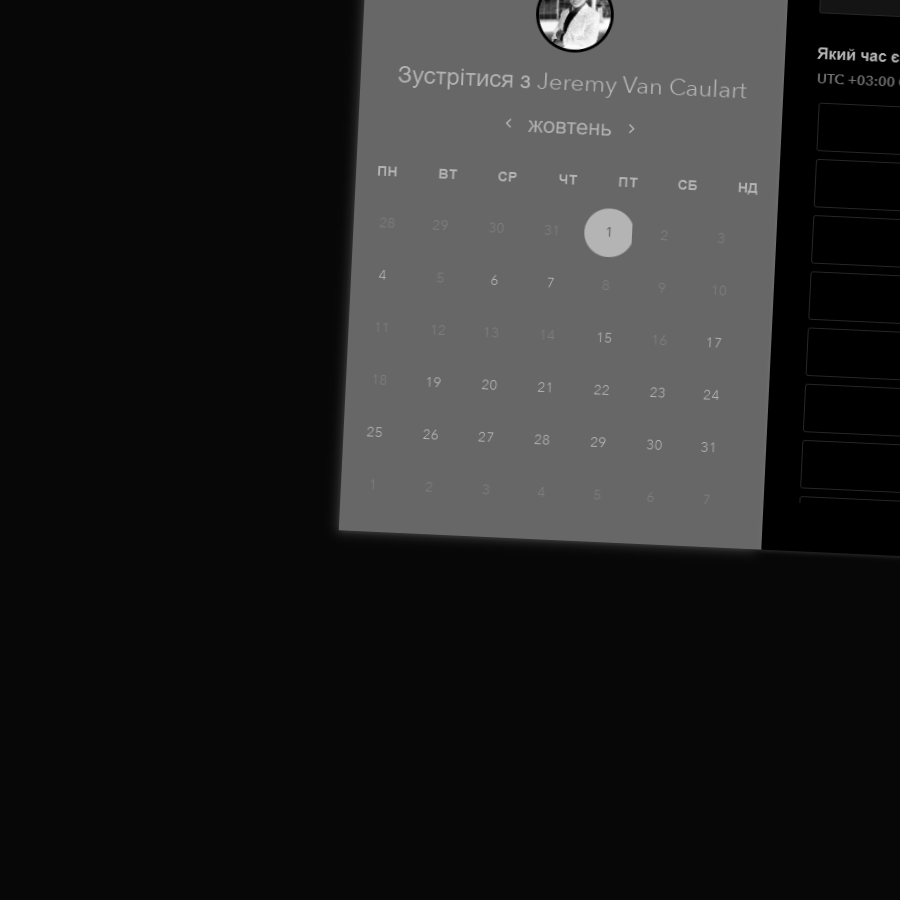 Зустрітися з Jeremy Van Caulart
жовтень
ПН ВТ СР ЧТ ПТ СБ НД
28 29 30 31 1 2 3
4 5 6 7 8 9 10
11 12 13 14 15 16 17
18 19 20 21 22 23 24
25 26 27 28 29 30 31
1 2 3 4 5 6 7
Який час є
UTC +03:00